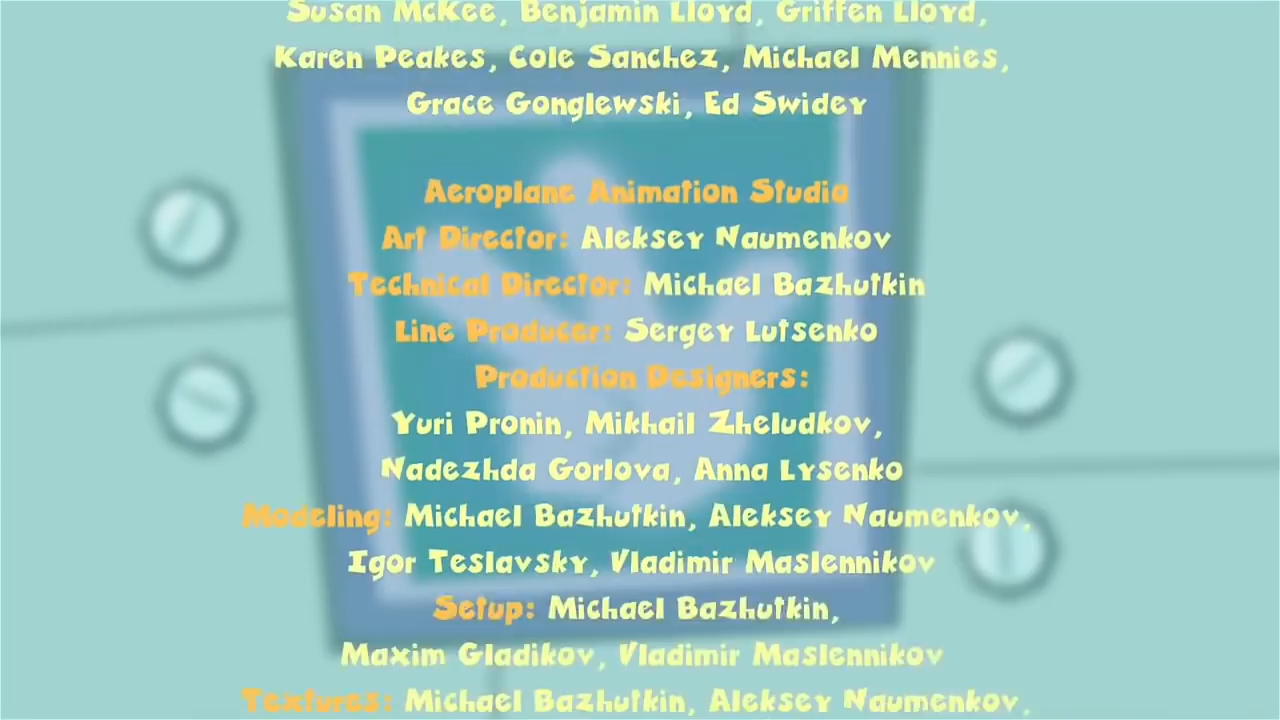 Susan McKee, Benjamin Lloyd, Griffen Lloyd,
Karen Peakes, Cole Sanchez, Michael Mennies,
Grace Gonglewski, Ed Swidey
Aeroplane Animation Studio
Art Director: Aleksey Naumenkov
Technical Director: Michael Bazhutkin
Line Producer: Sergey Lutsenko
Production Designers:
Yuri Pronin, Mikhail Zheludkov,
Nadezhda Gorlova, Anna Lysenko
Modeling: Michael Bazhutkin, Aleksey Naumenkov,
Igor Teslavsky, Vladimir Maslennikov
Setup: Michael Bazhutkin,
Maxim Gladikov, Vladimir Maslennikov
Textures: Michael Bazhutkin, Aleksey Naumenkov,